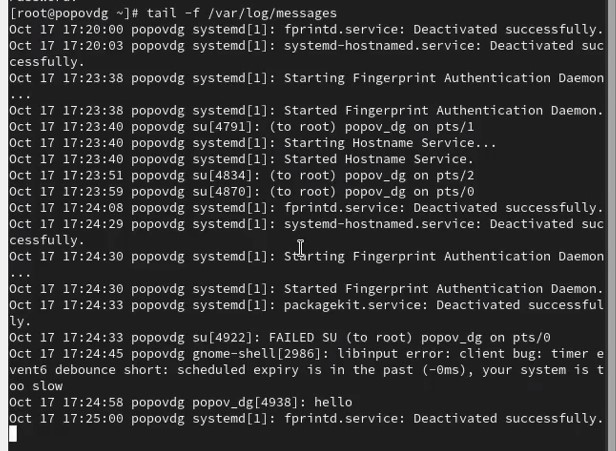 [root@popovdg ~]# tail -f /var/log/messages
Oct 17 17:20:00 popovdg systemd[1]: fprintd.service: Deactivated successfully.
Oct 17 17:20:03 popovdg systemd[1]: systemd-hostnamed.service: Deactivated suc
cessfully.
Oct 17 17:23:38 popovdg systemd[1]: Starting Fingerprint Authentication Daemon
...
Oct 17 17:23:38 popovdg systemd[1]: Started Fingerprint Authentication Daemon.
Oct 17 17:23:40 popovdg su[4791]: (to root) popov_dg on pts/1
Oct 17 17:23:40 popovdg systemd[1]: Starting Hostname Service...
Oct 17 17:23:40 popovdg systemd[1]: Started Hostname Service.
Oct 17 17:23:51 popovdg su[4834]: (to root) popov_dg on pts/2
Oct 17 17:23:59 popovdg su[4870]: (to root) popov_dg on pts/0
Oct 17 17:24:08 popovdg systemd[1]: fprintd.service: Deactivated successfully.
Oct 17 17:24:29 popovdg systemd[1]: systemd-hostnamed.service: Deactivated suc
cessfully.
Oct 17 17:24:30 popovdg systemd[1]: Starting Fingerprint Authentication Daemon
...
Oct 17 17:24:30 popovdg systemd[1]: Started Fingerprint Authentication Daemon.
Oct 17 17:24:33 popovdg systemd[1]: packagekit.service: Deactivated successful
ly.
Oct 17 17:24:33 popovdg su[4922]: FAILED SU (to root) popov_dg on pts/0
Oct 17 17:24:45 popovdg gnome-shell[2986]: libinput error: client bug: timer e
vent6 debounce short: scheduled expiry is in the past (-0ms), your system is t
oo slow
Oct 17 17:24:58 popovdg popov_dg[4938]: hello
Oct 17 17:25:00 popovdg systemd[1]: fprintd.service: Deactivated successfully.